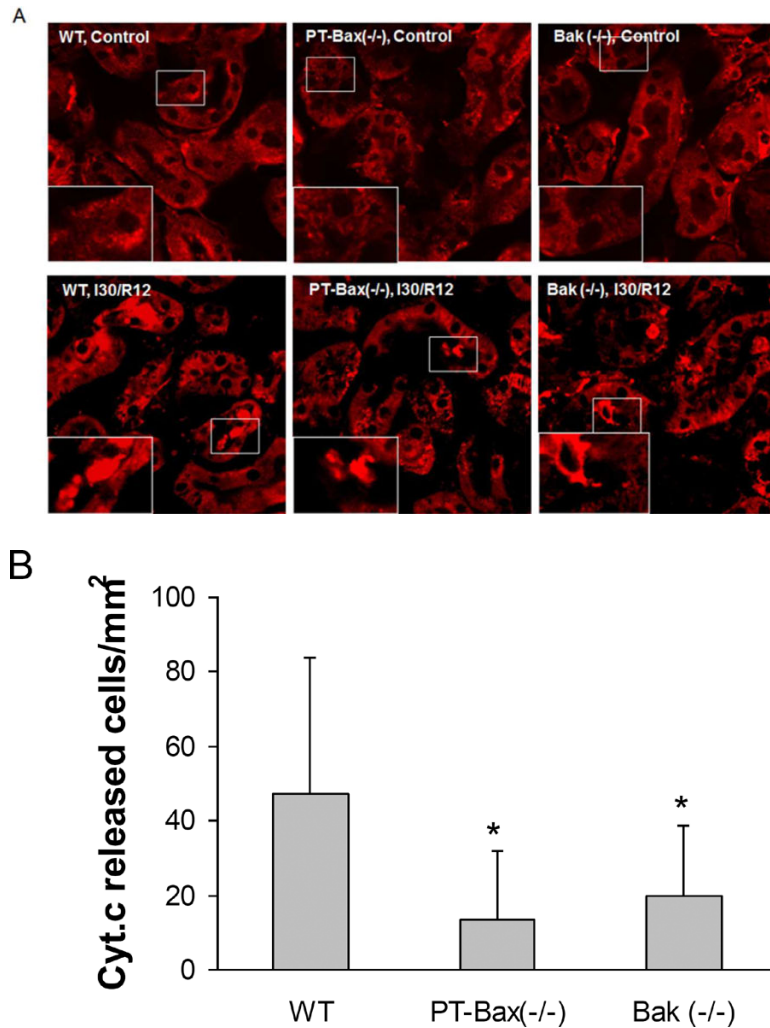 A
WT, Control
PT-Bax(-/-), Control
Bak (-/-), Control
WT, I30/R12
PT-Bax(-/-), I30/R12
Bak (-/-), I30/R12
B
Cyt.c released cells/mm2
100
80
60
40
20
0
*
*
WT
PT-Bax(-/-)
Bak (-/-)